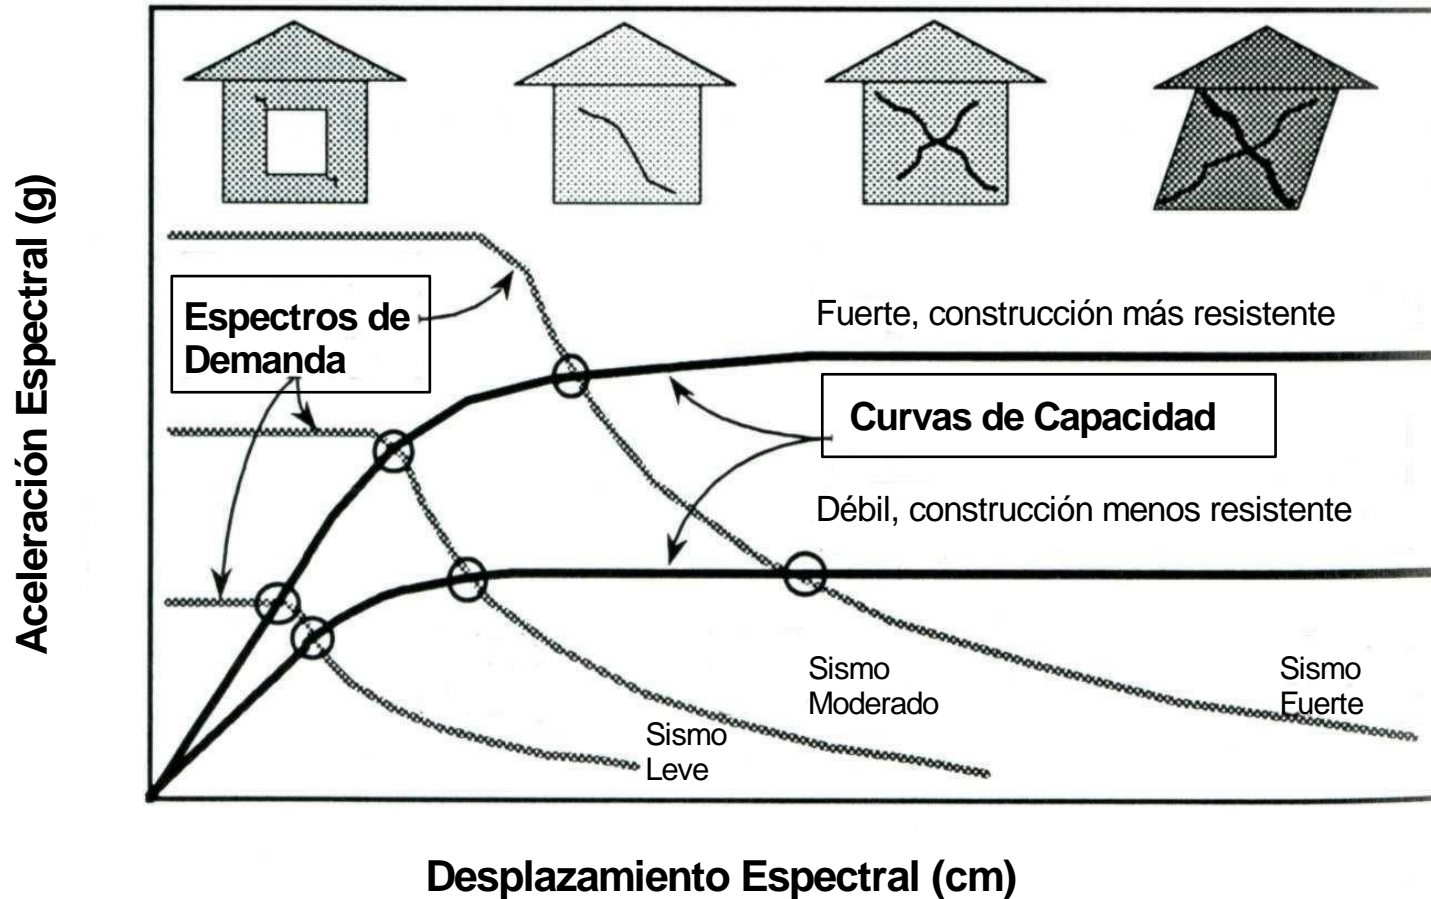 Aceleración Espectral (g)
Espectros de
Demanda
Fuerte, construcción más resistente
Curvas de Capacidad
Débil, construcción menos resistente
Sismo
Moderado
Sismo
Fuerte
Sismo
Leve
Desplazamiento Espectral (cm)